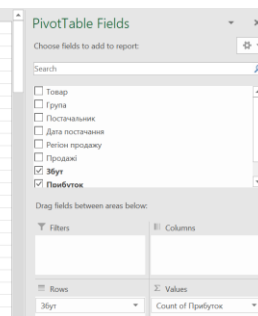 PivotTable Fields
Choose fields to add to report:
Search
Товар
Група
Постачальник
Дата постачання
Регіон продажу
Продажі
Збут
Прибуток
Drag fields between areas below:
Filters
Columns
Rows
Σ Values
Збут
Count of Прибуток